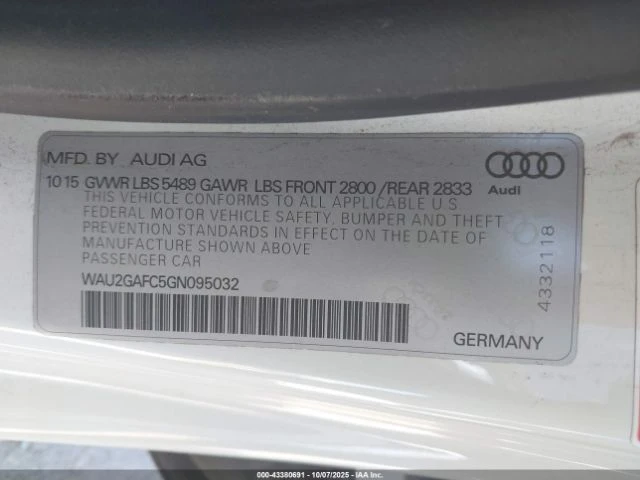 MFD. BY AUDI AG
10 15 GVWR LBS 5489 GAWR LBS FRONT 2800 /REAR 2833
THIS VEHICLE CONFORMS TO ALL APPLICABLE U.S
FEDERAL MOTOR VEHICLE SAFETY, BUMPER AND THEFT
PREVENTION STANDARDS IN EFFECT ON THE DATE OF
MANUFACTURE SHOWN ABOVE
PASSENGER CAR
WAU2GAFC5GN095032
Audi
4332118
GERMANY
000-43380691 - 10/07/2025 - IAAI.COM